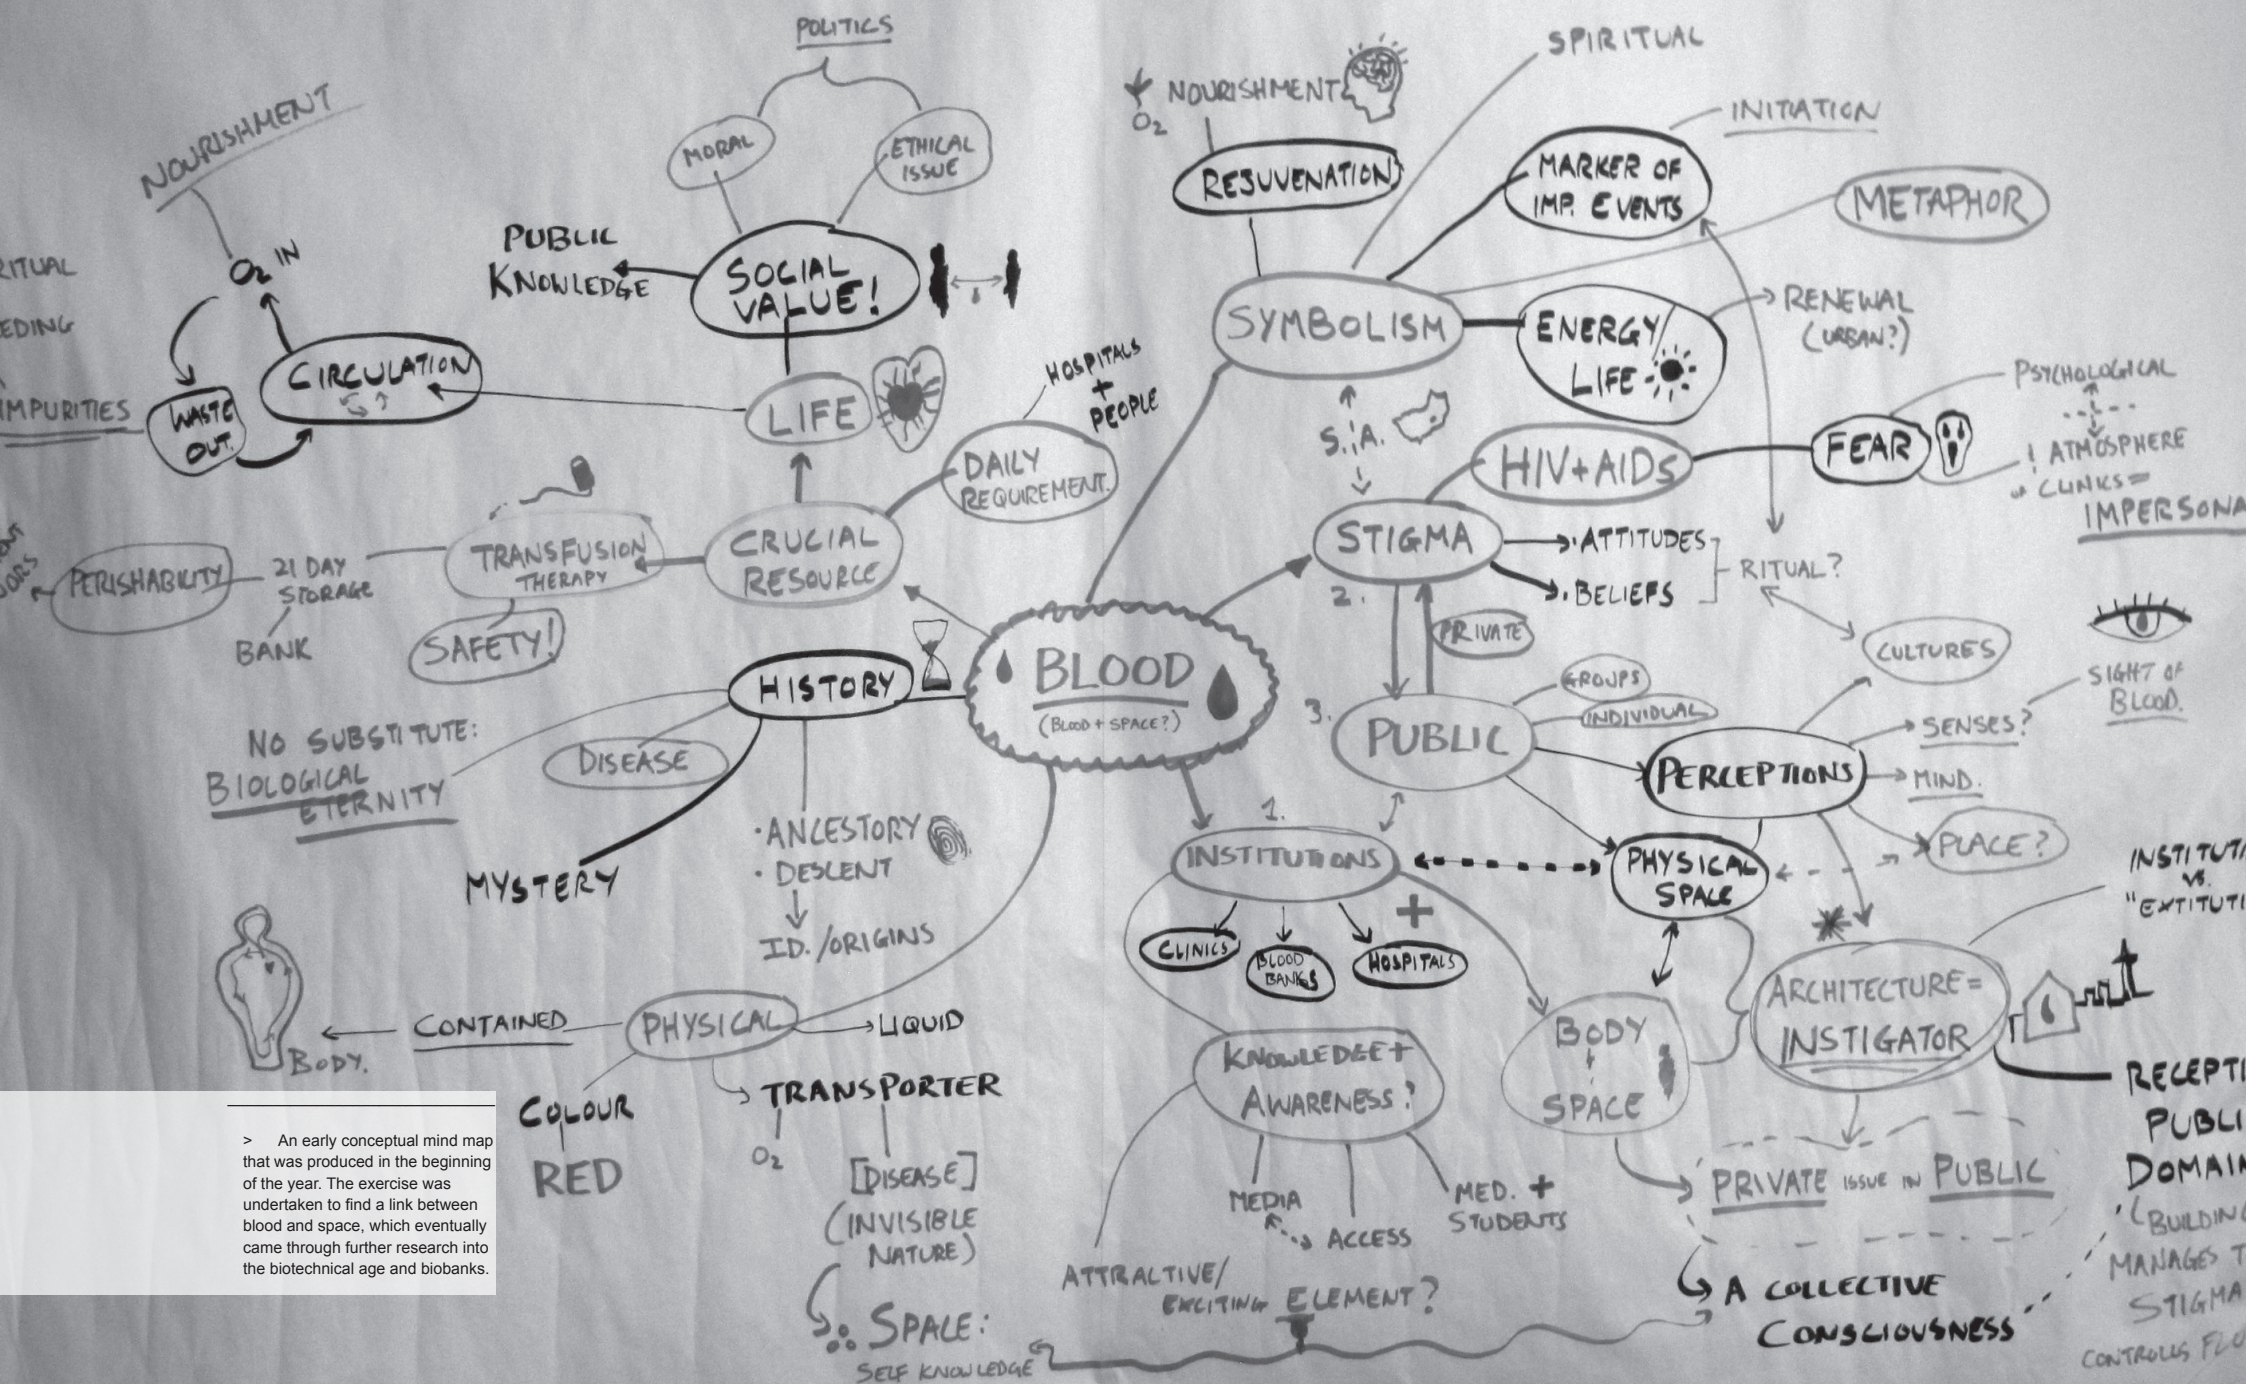 POLITICS
MORAL
ETHICAL
ISSUE
NOURISHMENT
PUBLIC
KNOWLEDGE
SOCIAL
VALUE!
O2 IN
RITUAL
EDING
IMPURITIES
CIRCULATION
WASTE
OUT.
LIFE
HOSPITALS
+
PEOPLE
DAILY
REQUIREMENT.
CRUCIAL
RESOURCE
TRANSFUSION
THERAPY
SAFETY!
21 DAY
STORAGE
BANK
PERISHABILITY
NOURISHMENT
O2
REJUVENATION
SPIRITUAL
INITIATION
MARKER OF
IMP. EVENTS
METAPHOR
SYMBOLISM
ENERGY/
LIFE
RENEWAL
(URBAN?)
S.A.
HIV+AIDS
FEAR
PSYCHOLOGICAL
! ATMOSPHERE
CLINICS =
IMPERSONA
STIGMA
2.
· ATTITUDES
· BELIEFS
RITUAL?
PRIVATE
CULTURES
SIGHT OF
BLOOD.
BLOOD
(BLOOD + SPACE?)
HISTORY
NO SUBSTITUTE:
BIOLOGICAL
ETERNITY
DISEASE
MYSTERY
· ANCESTORY
· DESCENT
ID./ORIGINS
3.
PUBLIC
GROUPS
INDIVIDUAL
PERCEPTIONS
SENSES?
MIND.
PLACE?
1.
INSTITUTIONS
PHYSICAL
SPACE
+
CLINICS
BLOOD
BANKS
HOSPITALS
INSTITUTI
VS.
"EXTITUTI
ARCHITECTURE =
INSTIGATOR
BODY
SPACE
KNOWLEDGE +
AWARENESS?
MEDIA
ACCESS
MED. +
STUDENTS
ATTRACTIVE/
EXCITING ELEMENT?
PRIVATE ISSUE IN PUBLIC
A COLLECTIVE
CONSCIOUSNESS
RECEPTI
PUBLI
DOMAIN
(BUILDING
MANAGES T
STIGMA
CONTROLS FLO
PHYSICAL
CONTAINED
BODY.
LIQUID
COLOUR
RED
TRANSPORTER
O2
[DISEASE]
(INVISIBLE
NATURE)
SPACE:
SELF KNOWLEDGE
> An early conceptual mind map
that was produced in the beginning
of the year. The exercise was
undertaken to find a link between
blood and space, which eventually
came through further research into
the biotechnical age and biobanks.